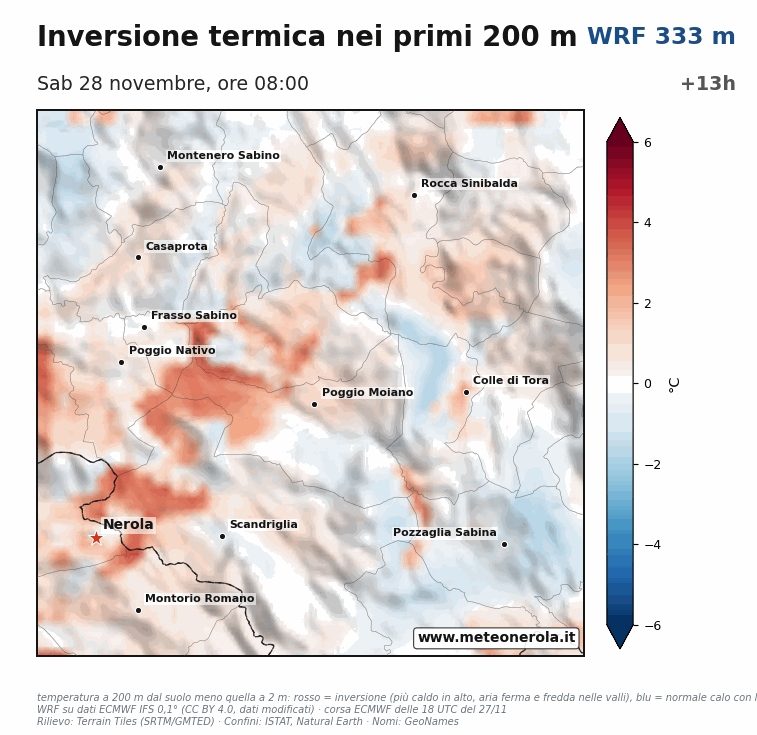 Inversione termica nei primi 200 m WRF 333 m
Sab 28 novembre, ore 08:00 +13h
Montenero Sabino
Rocca Sinibalda
Casaprota
Frasso Sabino
Poggio Nativo
Colle di Tora
Poggio Moiano
Nerola
Scandriglia
Pozzaglia Sabina
Montorio Romano
www.meteonerola.it
6
4
2
0
−2
−4
−6
°C
temperatura a 200 m dal suolo meno quella a 2 m: rosso = inversione (più caldo in alto, aria ferma e fredda nelle valli), blu = normale calo con
WRF su dati ECMWF IFS 0,1° (CC BY 4.0, dati modificati) · corsa ECMWF delle 18 UTC del 27/11
Rilievo: Terrain Tiles (SRTM/GMTED) · Confini: ISTAT, Natural Earth · Nomi: GeoNames